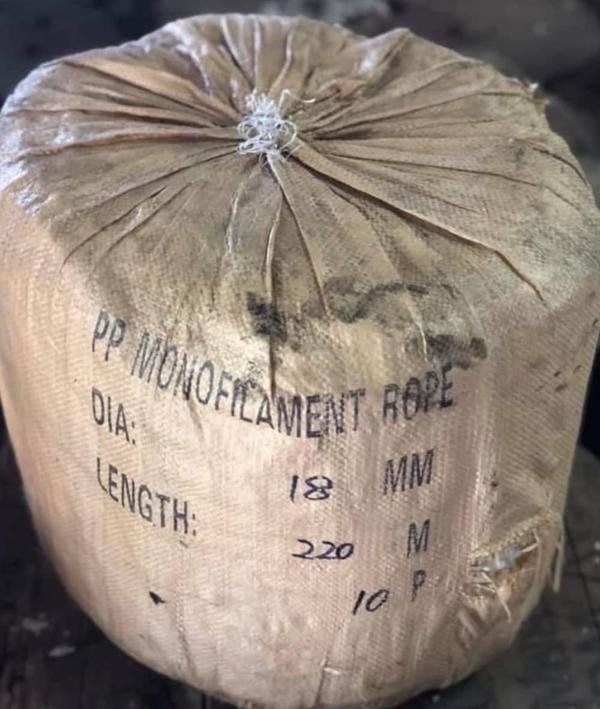 PP MONOFILAMENT ROPE
DIA: 18 MM
LENGTH: 220 M
10 P